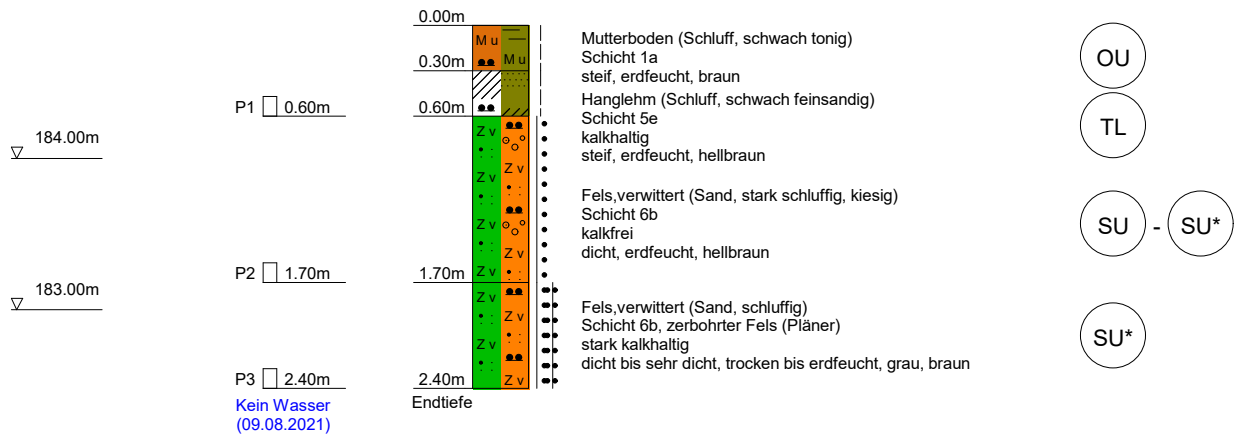 0.00m
M u
M u
0.30m
Mutterboden (Schluff, schwach tonig)
Schicht 1a
steif, erdfeucht, braun
OU
P1 0.60m
0.60m
Hanglehm (Schluff, schwach feinsandig)
Schicht 5e
kalkhaltig
steif, erdfeucht, hellbraun
TL
184.00m
Z v
Z v
Z v
Z v
Z v
Z v
Fels,verwittert (Sand, stark schluffig, kiesig)
Schicht 6b
kalkfrei
dicht, erdfeucht, hellbraun
SU - SU*
P2 1.70m
1.70m
183.00m
Z v
Z v
Z v
Z v
Fels,verwittert (Sand, schluffig)
Schicht 6b, zerbohrter Fels (Pläner)
stark kalkhaltig
dicht bis sehr dicht, trocken bis erdfeucht, grau, braun
SU*
P3 2.40m
2.40m
Endtiefe
Kein Wasser
(09.08.2021)